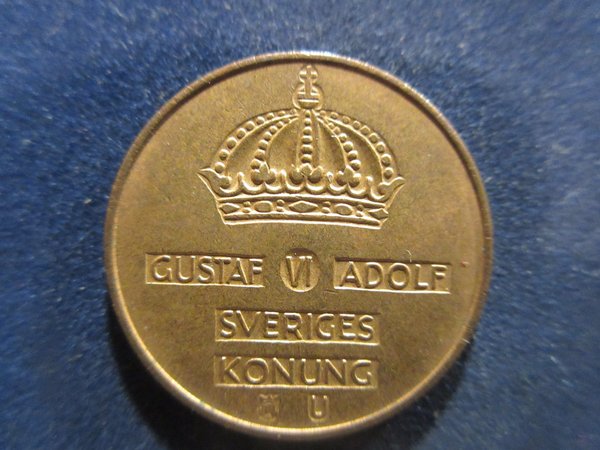 GUSTAF VI ADOLF
SVERIGES
KONUNG
U